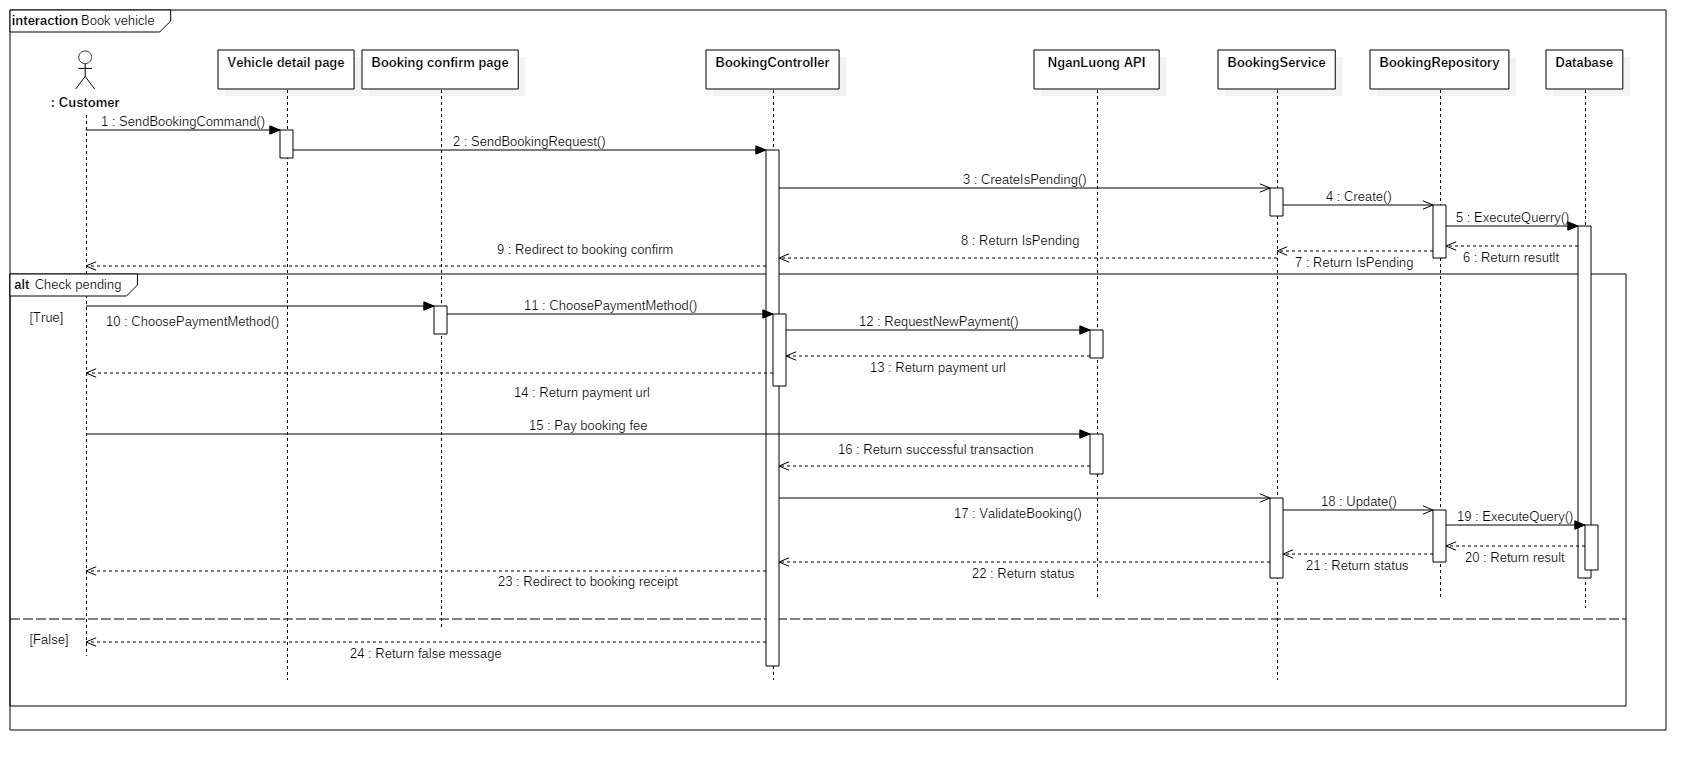 interaction Book vehicle
Vehicle detail page
Booking confirm page
BookingController
NganLuong API
BookingService
BookingRepository
Database
: Customer
1 : SendBookingCommand()
2 : SendBookingRequest()
3 : CreateIsPending()
4 : Create()
5 : ExecuteQuerry()
6 : Return resutlt
7 : Return IsPending
8 : Return IsPending
9 : Redirect to booking confirm
alt Check pending
[True]
10 : ChoosePaymentMethod()
11 : ChoosePaymentMethod()
12 : RequestNewPayment()
13 : Return payment url
14 : Return payment url
15 : Pay booking fee
16 : Return successful transaction
17 : ValidateBooking()
18 : Update()
19 : ExecuteQuery()
20 : Return result
21 : Return status
22 : Return status
23 : Redirect to booking receipt
[False]
24 : Return false message